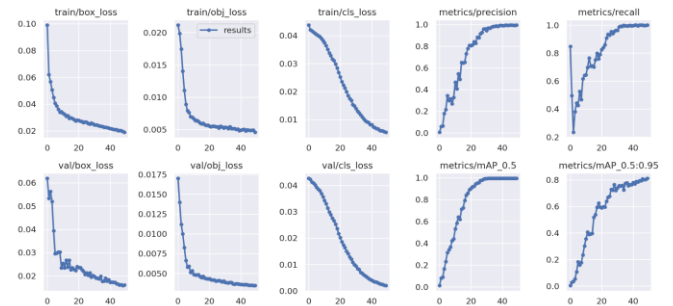 train/box_loss
train/obj_loss
train/cls_loss
metrics/precision
metrics/recall
0.10
0.08
0.06
0.04
0.02
0.020
0.015
0.010
0.005
results
0.04
0.03
0.02
0.01
1.0
0.8
0.6
0.4
0.2
0.0
1.0
0.8
0.6
0.4
0.2
0 20 40
0 20 40
0 20 40
0 20 40
0 20 40
val/box_loss
val/obj_loss
val/cls_loss
metrics/mAP_0.5
metrics/mAP_0.5:0.95
0.06
0.05
0.04
0.03
0.02
0.0175
0.0150
0.0125
0.0100
0.0075
0.0050
0.04
0.03
0.02
0.01
0.00
1.0
0.8
0.6
0.4
0.2
0.0
0.8
0.6
0.4
0.2
0.0
0 20 40
0 20 40
0 20 40
0 20 40
0 20 40